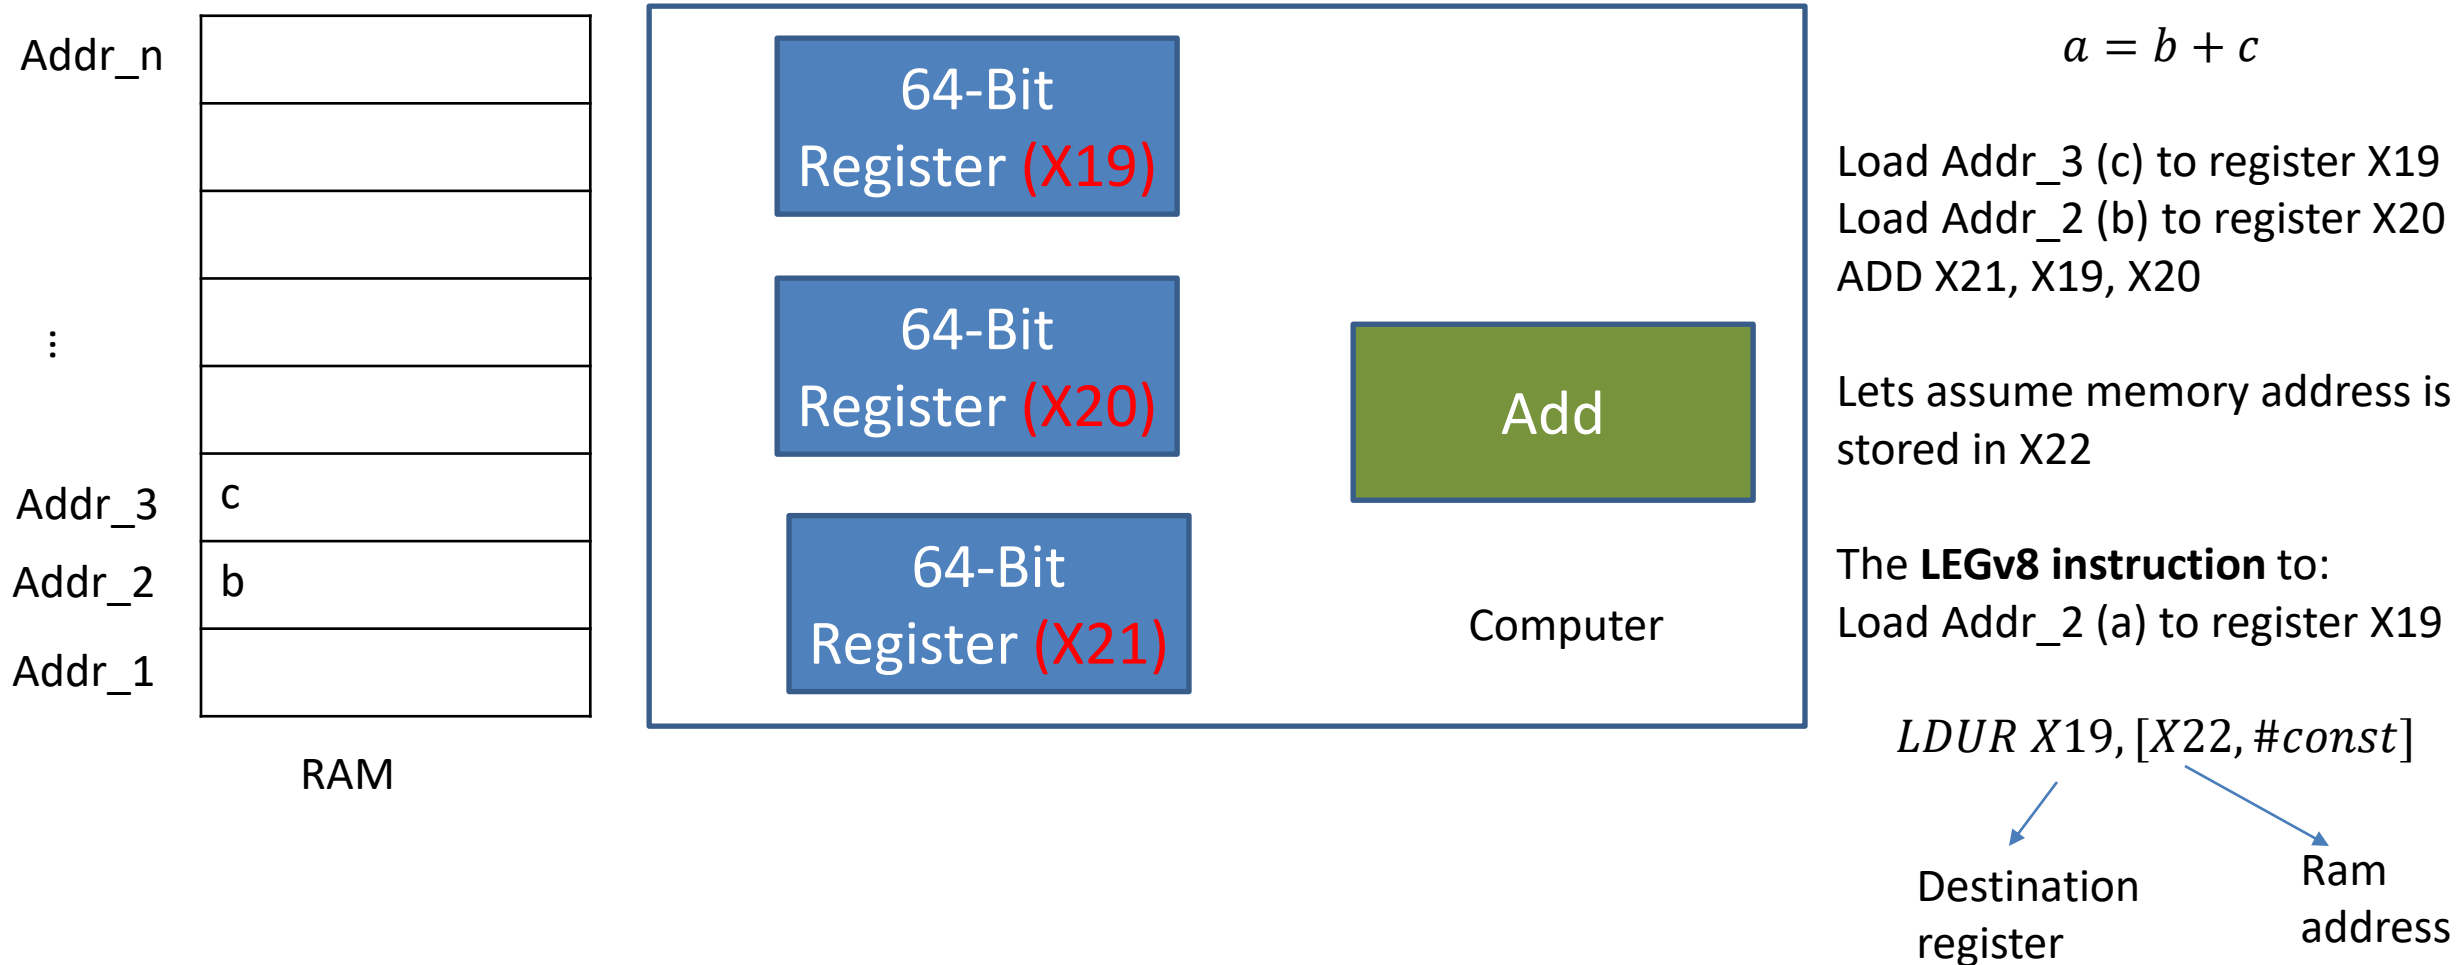 Addr_n
⋮
Addr_3
Addr_2
Addr_1
c
b
RAM
64-Bit
Register (X19)
64-Bit
Register (X20)
64-Bit
Register (X21)
Add
Computer
a = b + c
Load Addr_3 (c) to register X19
Load Addr_2 (b) to register X20
ADD X21, X19, X20
Lets assume memory address is
stored in X22
The LEGv8 instruction to:
Load Addr_2 (a) to register X19
LDUR X19, [X22, #const]
Destination
register
Ram
address